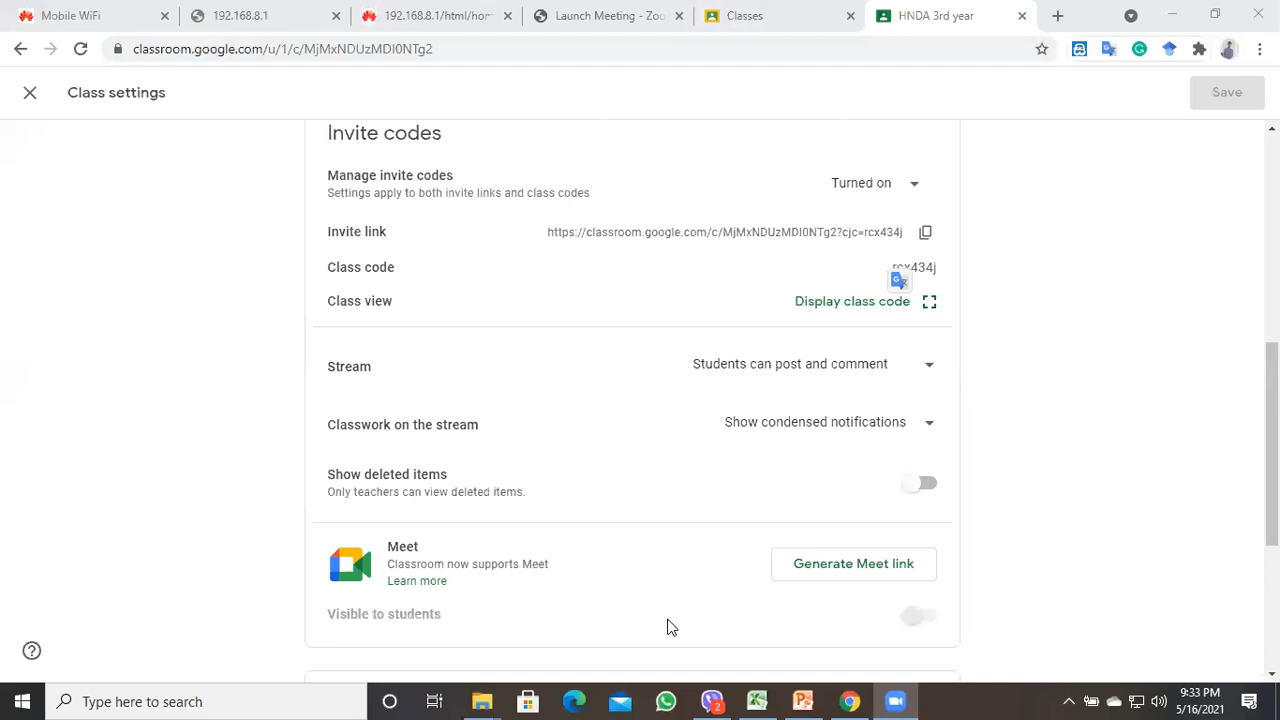 Mobile WiFi
192.168.8.1
192.168.8.1/html/hom
Launch Meeting - Zoo
Classes
HNDA 3rd year
classroom.google.com/u/1/c/MjMxNDUzMDI0NTg2
Class settings
Save
Invite codes
Manage invite codes
Settings apply to both invite links and class codes
Turned on
Invite link
https://classroom.google.com/c/MjMxNDUzMDI0NTg2?cjc=rcx434j
Class code
rcx434j
Class view
Display class code
Stream
Students can post and comment
Classwork on the stream
Show condensed notifications
Show deleted items
Only teachers can view deleted items.
Meet
Classroom now supports Meet
Learn more
Generate Meet link
Visible to students
Type here to search
2
9:33 PM
5/16/2021